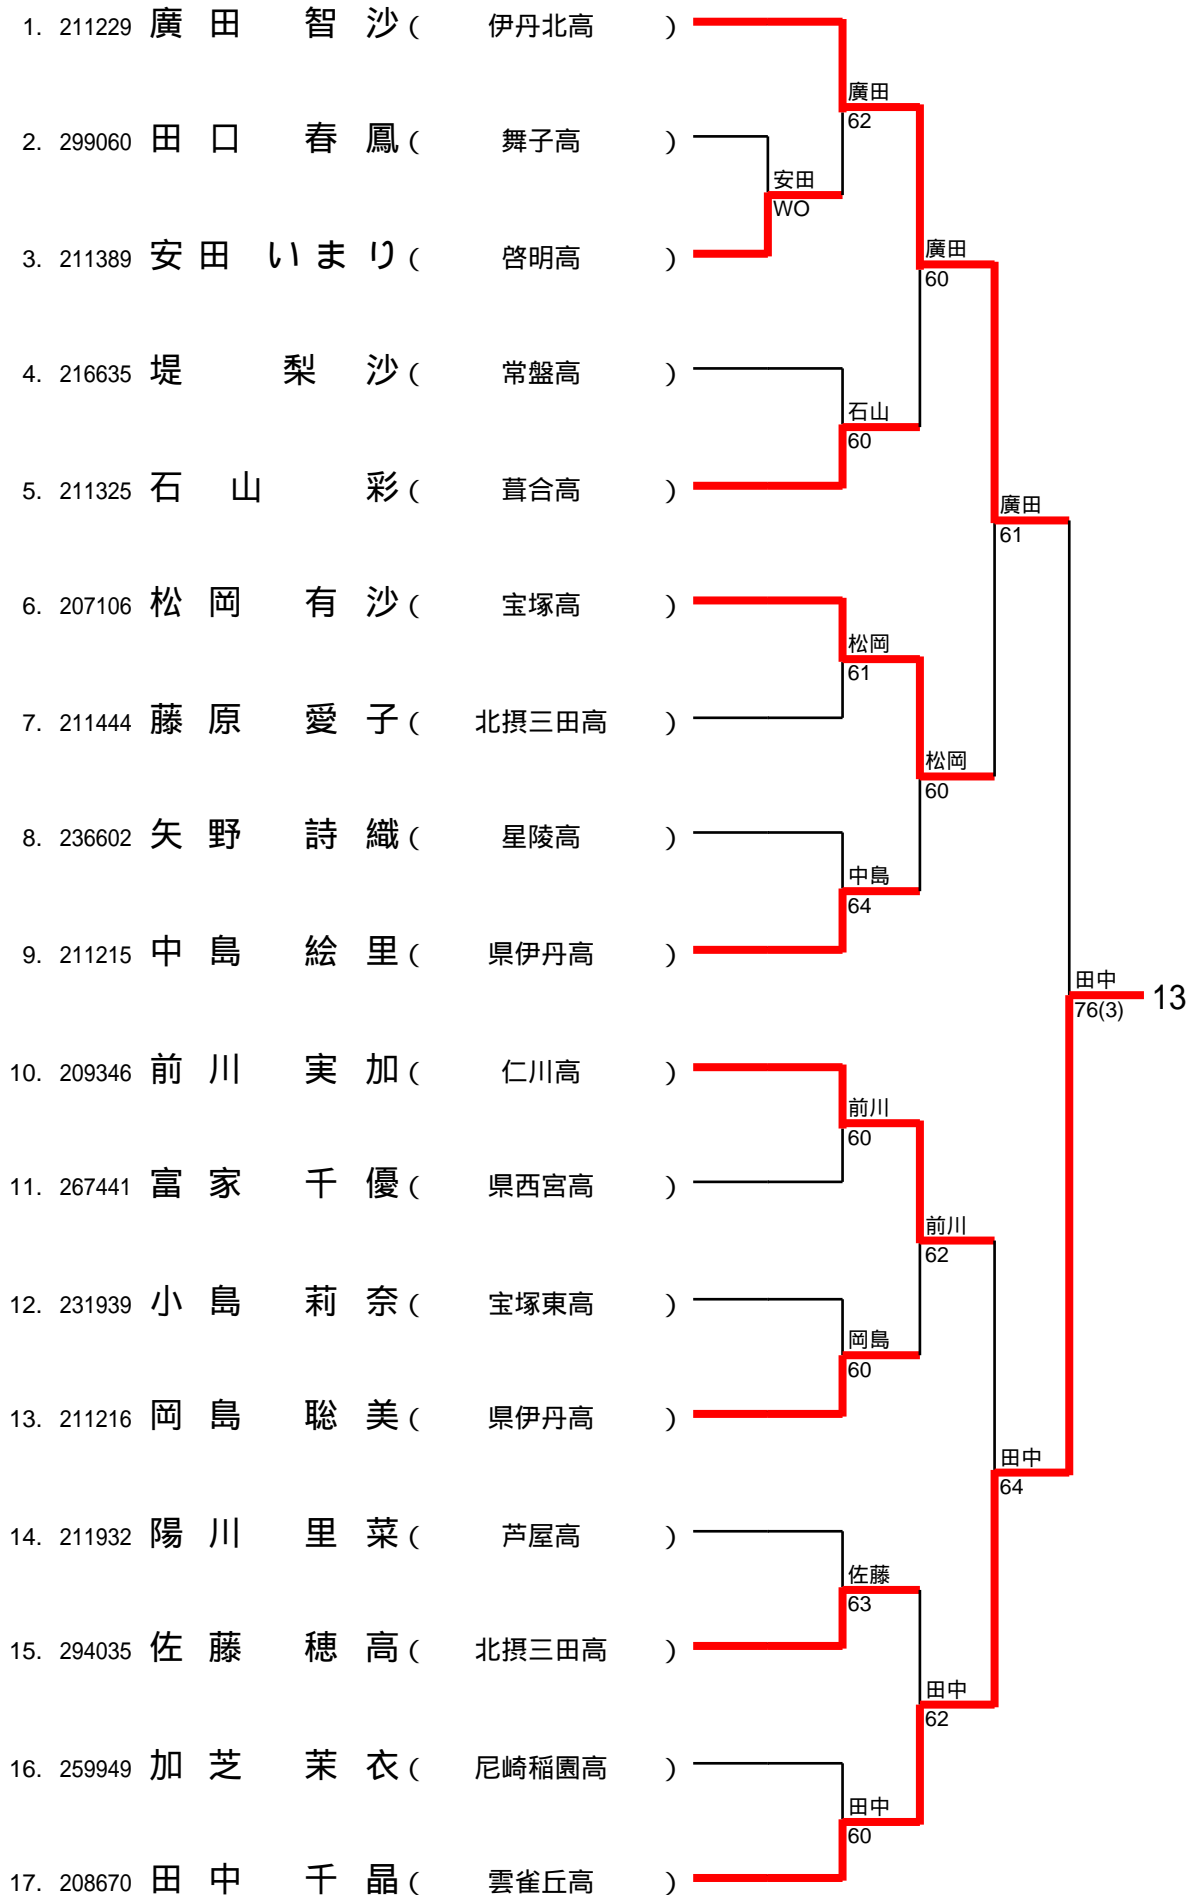 1. 211229 廣田 智沙 ( 伊丹北高 )
廣田
62
2. 299060 田口 春鳳 ( 舞子高 )
安田
WO
3. 211389 安田 いまり ( 啓明高 )
廣田
60
4. 216635 堤 梨沙 ( 常盤高 )
石山
60
5. 211325 石山 彩 ( 葺合高 )
廣田
61
6. 207106 松岡 有沙 ( 宝塚高 )
松岡
61
7. 211444 藤原 愛子 ( 北摂三田高 )
松岡
60
8. 236602 矢野 詩織 ( 星陵高 )
中島
64
9. 211215 中島 絵里 ( 県伊丹高 )
田中
76(3)
13
10. 209346 前川 実加 ( 仁川高 )
前川
60
11. 267441 富家 千優 ( 県西宮高 )
前川
62
12. 231939 小島 莉奈 ( 宝塚東高 )
岡島
60
13. 211216 岡島 聡美 ( 県伊丹高 )
田中
64
14. 211932 陽川 里菜 ( 芦屋高 )
佐藤
63
15. 294035 佐藤 穂高 ( 北摂三田高 )
田中
62
16. 259949 加芝 茉衣 ( 尼崎稲園高 )
田中
60
17. 208670 田中 千晶 ( 雲雀丘高 )